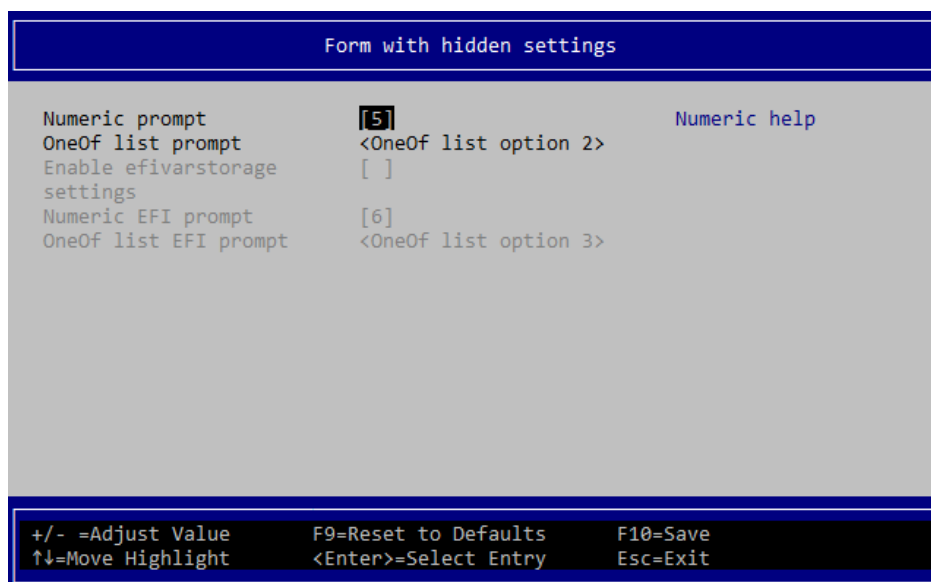 Form with hidden settings
Numeric prompt [5] Numeric help
OneOf list prompt <OneOf list option 2>
Enable efivarstorage [ ]
settings
Numeric EFI prompt [6]
OneOf list EFI prompt <OneOf list option 3>
+/- =Adjust Value F9=Reset to Defaults F10=Save
↑↓=Move Highlight <Enter>=Select Entry Esc=Exit